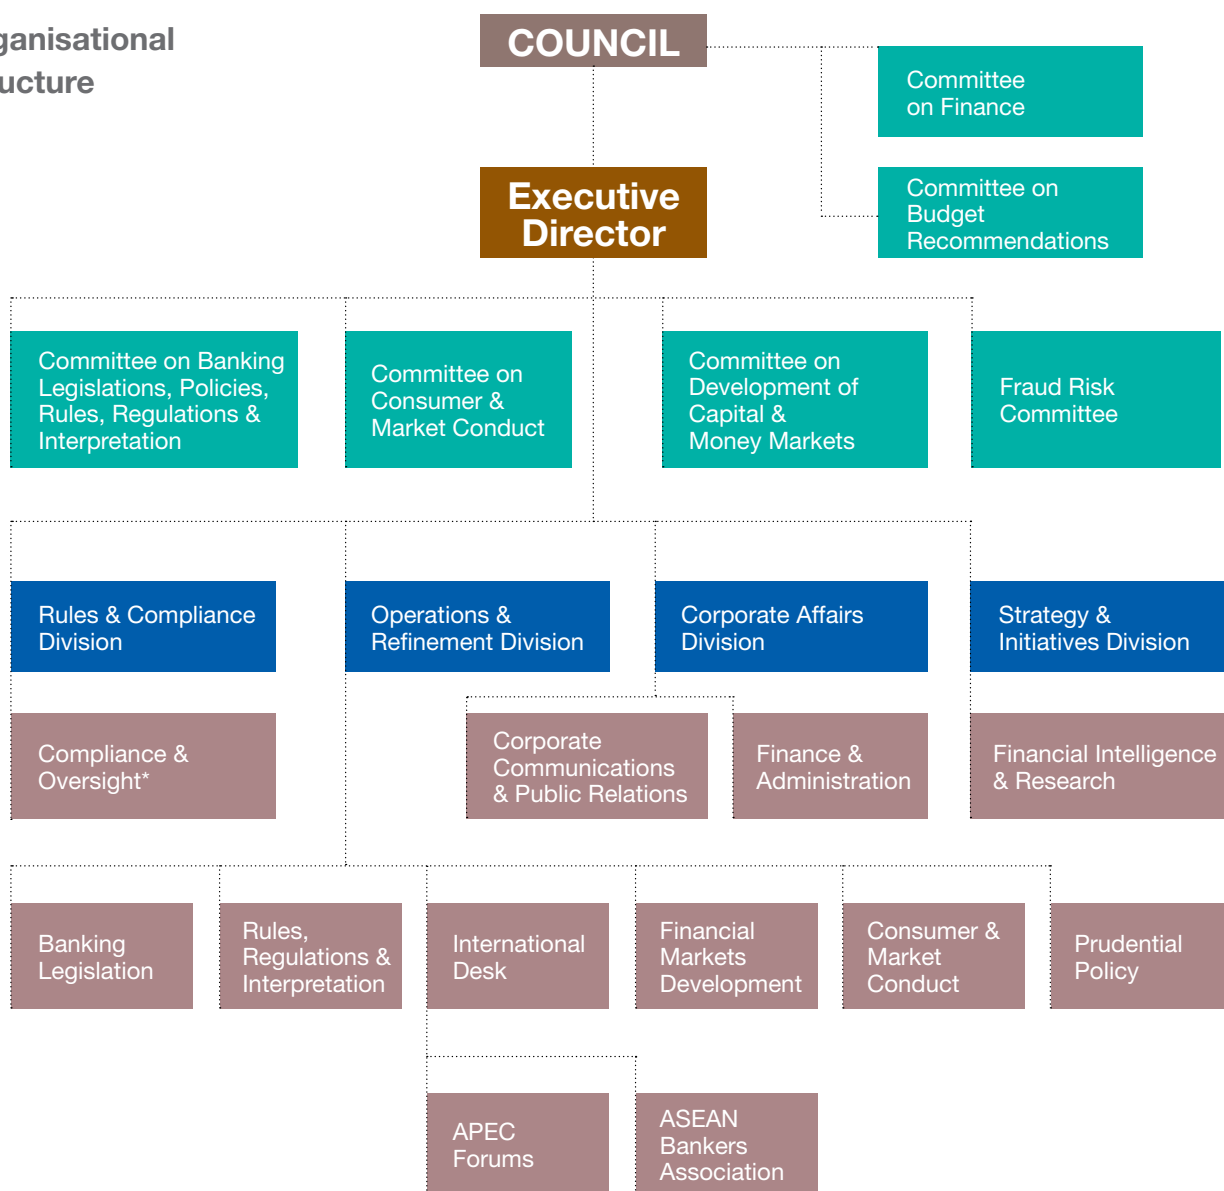 ganisational
ucture
COUNCIL
Committee
on Finance
Executive
Director
Committee on
Budget
Recommendations
Committee on Banking
Legislations, Policies,
Rules, Regulations &
Interpretation
Committee on
Consumer &
Market Conduct
Committee on
Development of
Capital &
Money Markets
Fraud Risk
Committee
Rules & Compliance
Division
Operations &
Refinement Division
Corporate Affairs
Division
Strategy &
Initiatives Division
Compliance &
Oversight*
Corporate
Communications
& Public Relations
Finance &
Administration
Financial Intelligence
& Research
Banking
Legislation
Rules,
Regulations &
Interpretation
International
Desk
Financial
Markets
Development
Consumer &
Market
Conduct
Prudential
Policy
APEC
Forums
ASEAN
Bankers
Association